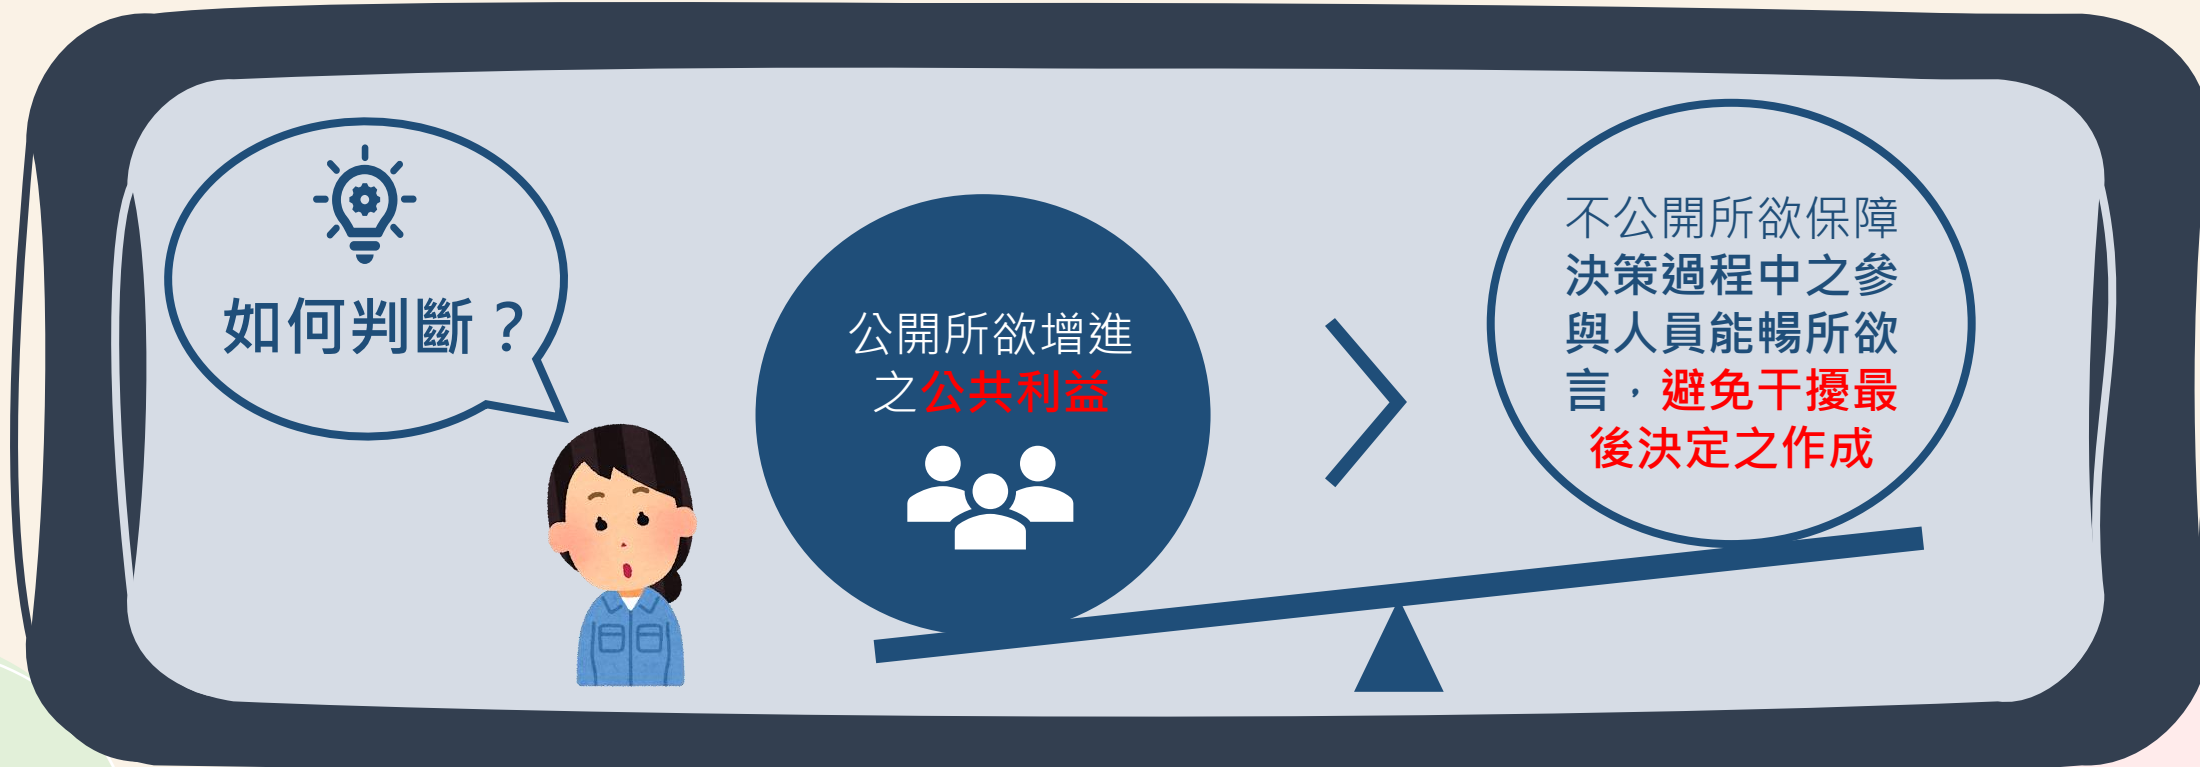 如何判斷？
公開所欲增進
之公共利益
不公開所欲保障
決策過程中之參
與人員能暢所欲
言，避免干擾最
後決定之作成